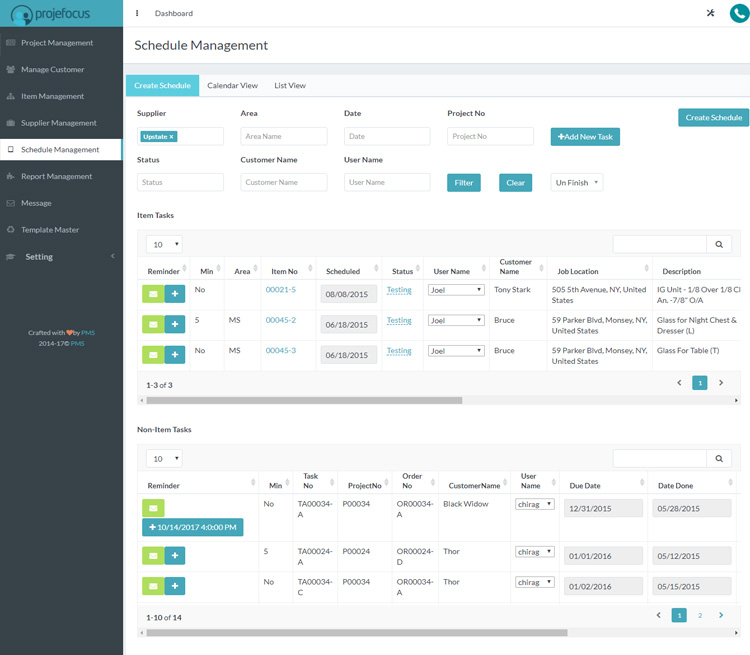 projefocus
Dashboard
Project Management
Manage Customer
Item Management
Supplier Management
Schedule Management
Report Management
Message
Template Master
Setting
Crafted with by PMS
2014-17© PMS
Schedule Management
Create Schedule Calendar View List View
Supplier Area Date Project No
Upstate x Area Name Date Project No +Add New Task Create Schedule
Status Customer Name User Name
Status Customer Name User Name Filter Clear Un Finish
Item Tasks
10
Reminder Min Area Item No Scheduled Status User Name Customer Name Job Location Description
No 00021-5 08/08/2015 Testing Joel Tony Stark 505 5th Avenue, NY, United IG Unit - 1/8 Over 1/8 Cl
States An. -7/8" O/A
5 MS 00045-2 06/18/2015 Testing Joel Bruce 59 Parker Blvd, Monsey, NY, Glass for Night Chest &
United States Dresser (L)
No MS 00045-3 06/18/2015 Testing Joel Bruce 59 Parker Blvd, Monsey, NY, Glass For Table (T)
United States
1-3 of 3 1
Non-Item Tasks
10
Reminder Min Task No ProjectNo Order No CustomerName User Name Due Date Date Done
No TA00034-A P00034 OR00034-A Black Widow chirag 12/31/2015 05/28/2015
+10/14/2017 4:0:00 PM
5 TA00024-A P00024 OR00024-D Thor chirag 01/01/2016 05/12/2015
No TA00034-C P00034 OR00034-A Thor chirag 01/02/2016 05/15/2015
1-10 of 14 1 2